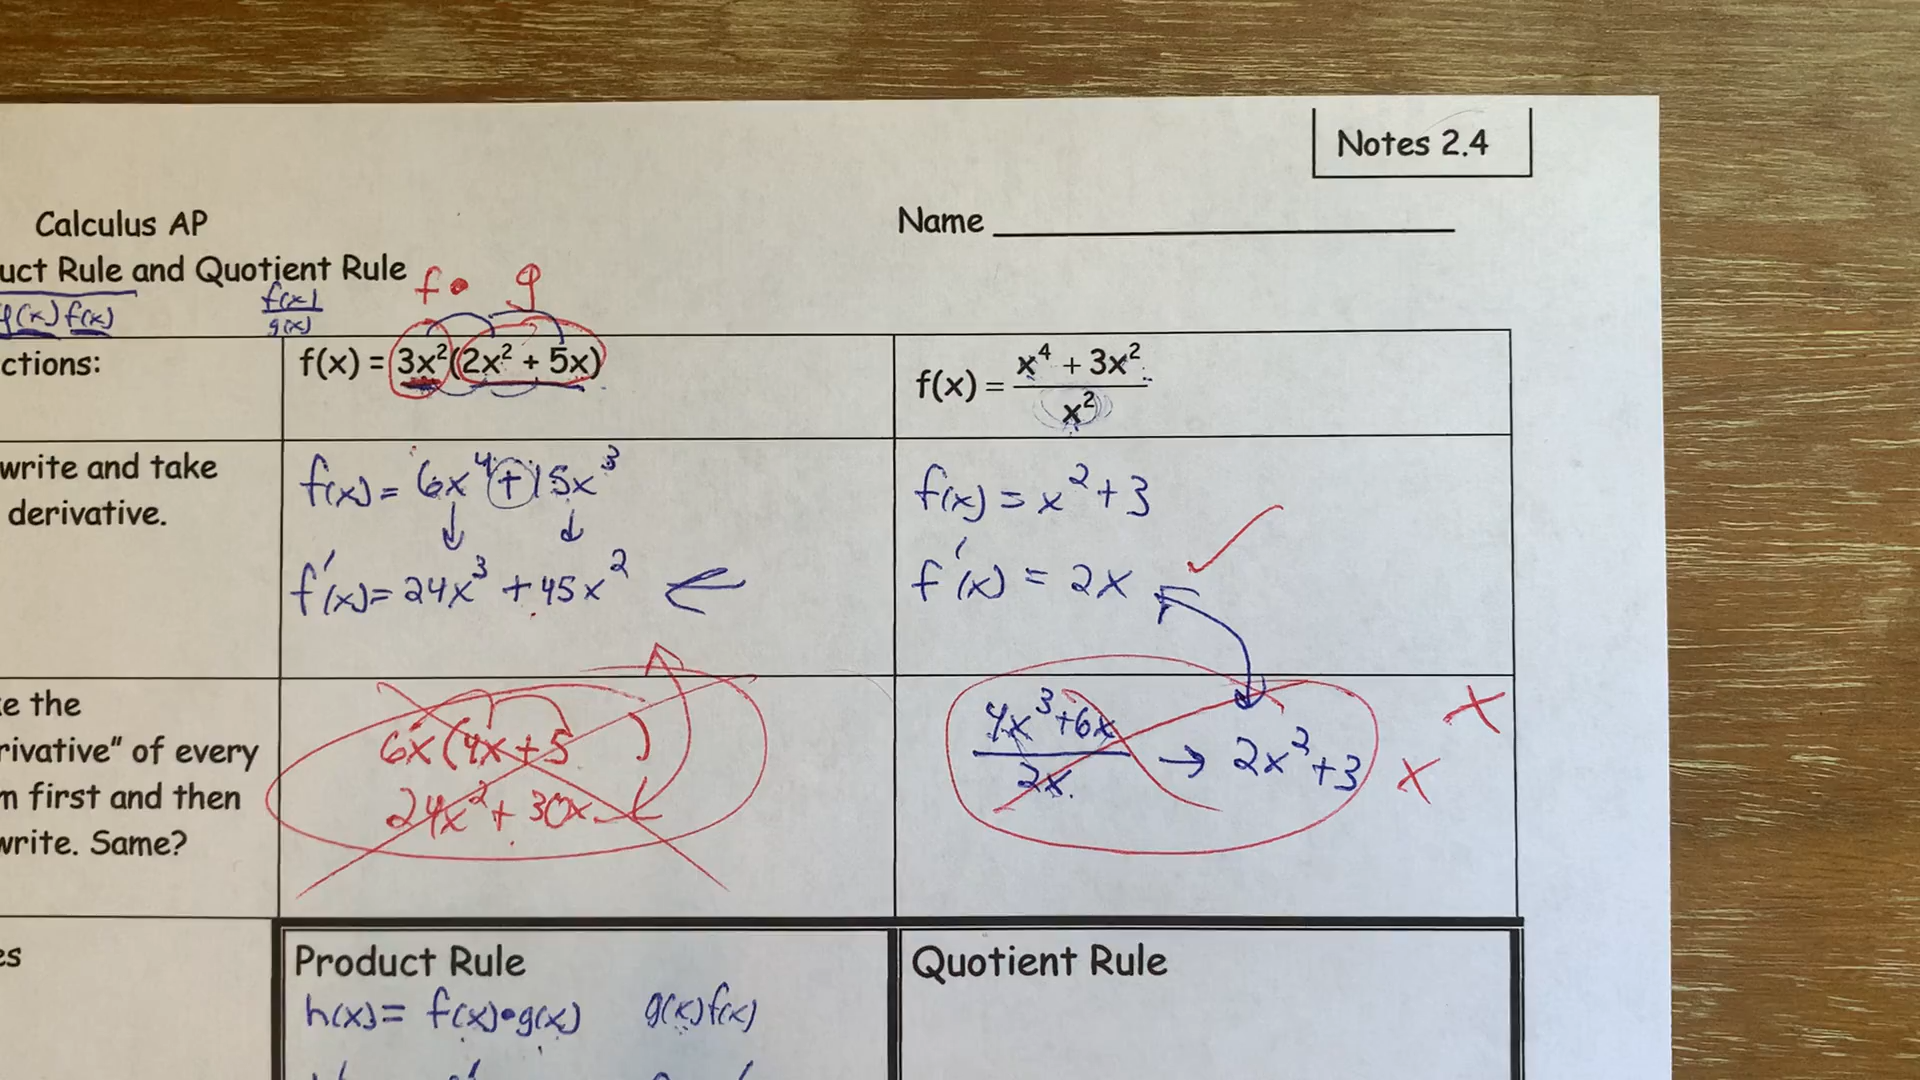 Notes 2.4
Calculus AP
Name
uct Rule and Quotient Rule
f • g
g(x) f(x)
f(x)/g(x)
ctions:
f(x) = 3x²(2x² + 5x)
f(x) = (x⁴ + 3x²)/x²
write and take
derivative.
f(x) = 6x⁴ + 15x³
f'(x) = 24x³ + 45x² ←
f(x) = x² + 3
f'(x) = 2x ✓
e the
rivative" of every
m first and then
write. Same?
6x(4x + 5)
24x² + 30x
(4x³ + 6x)/2x → 2x² + 3
X
X
es
Product Rule
h(x) = f(x) • g(x) g(x) f(x)
Quotient Rule